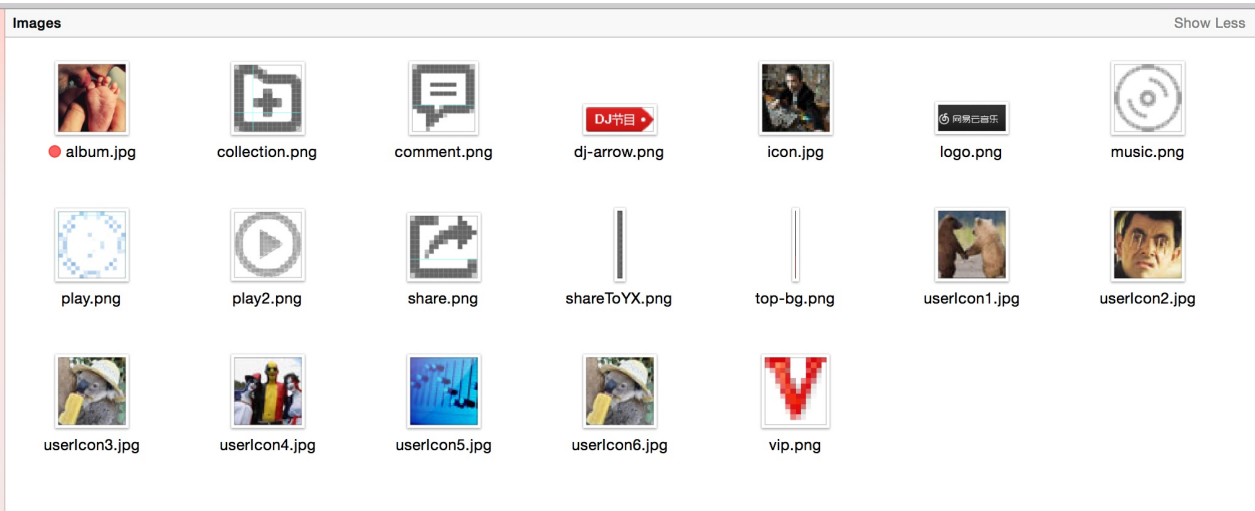 Images
Show Less
DJ节目
网易云音乐
album.jpg
collection.png
comment.png
dj-arrow.png
icon.jpg
logo.png
music.png
play.png
play2.png
share.png
shareToYX.png
top-bg.png
userIcon1.jpg
userIcon2.jpg
userIcon3.jpg
userIcon4.jpg
userIcon5.jpg
userIcon6.jpg
vip.png